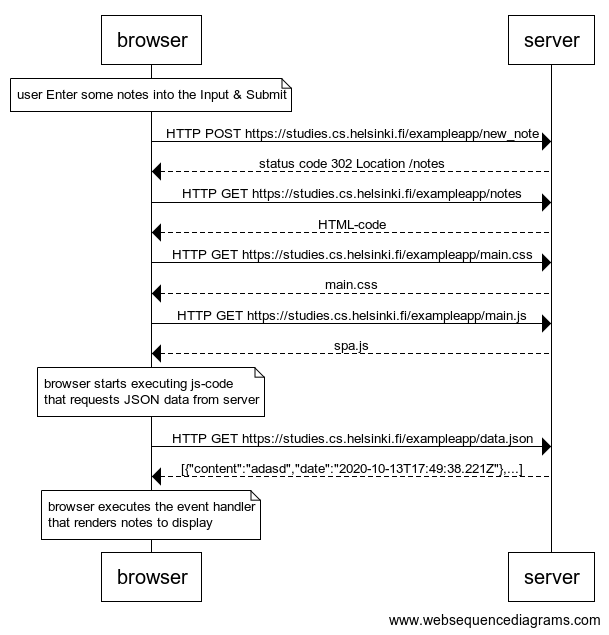 browser
server
user Enter some notes into the Input & Submit
HTTP POST https://studies.cs.helsinki.fi/exampleapp/new_note
status code 302 Location /notes
HTTP GET https://studies.cs.helsinki.fi/exampleapp/notes
HTML-code
HTTP GET https://studies.cs.helsinki.fi/exampleapp/main.css
main.css
HTTP GET https://studies.cs.helsinki.fi/exampleapp/main.js
spa.js
browser starts executing js-code
that requests JSON data from server
HTTP GET https://studies.cs.helsinki.fi/exampleapp/data.json
[{"content":"adasd","date":"2020-10-13T17:49:38.221Z"},...]
browser executes the event handler
that renders notes to display
browser
server
www.websequencediagrams.com